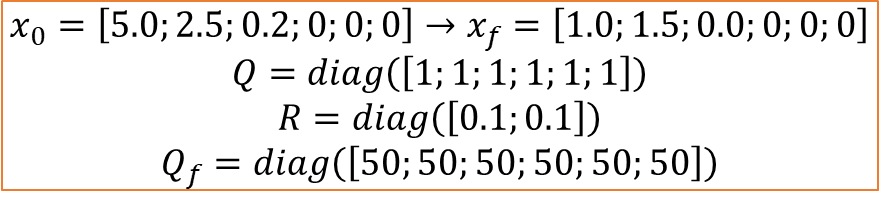 x₀ = [5.0; 2.5; 0.2; 0; 0; 0] → x_f = [1.0; 1.5; 0.0; 0; 0; 0]
Q = diag([1; 1; 1; 1; 1; 1])
R = diag([0.1; 0.1])
Q_f = diag([50; 50; 50; 50; 50; 50])